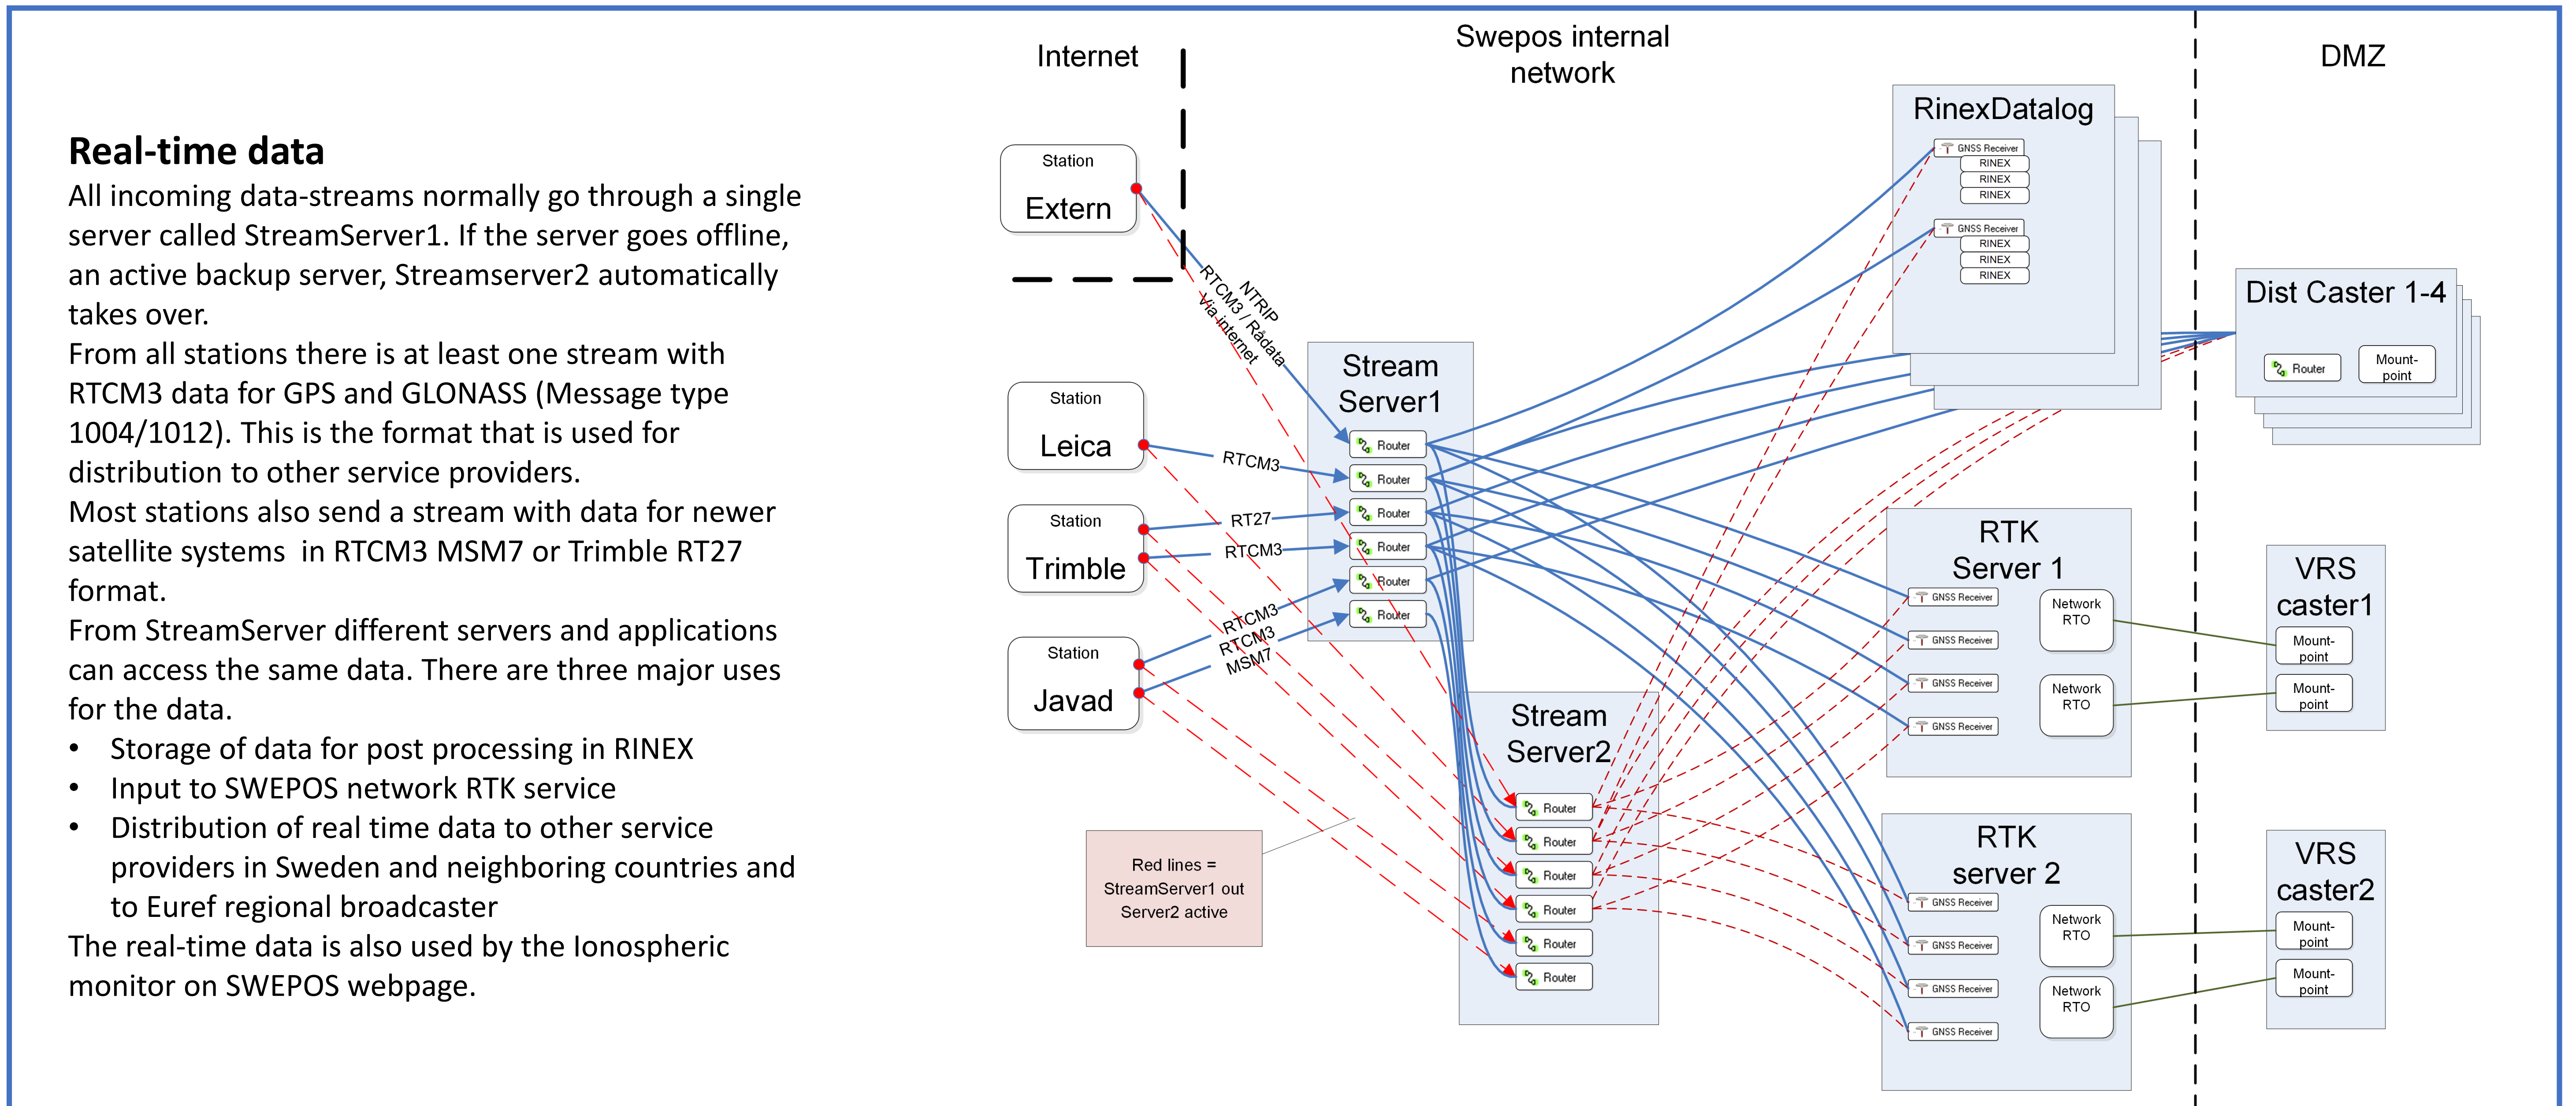 Real-time data
All incoming data-streams normally go through a single
server called StreamServer1. If the server goes offline,
an active backup server, Streamserver2 automatically
takes over.
From all stations there is at least one stream with
RTCM3 data for GPS and GLONASS (Message type
1004/1012). This is the format that is used for
distribution to other service providers.
Most stations also send a stream with data for newer
satellite systems  in RTCM3 MSM7 or Trimble RT27
format.
From StreamServer different servers and applications
can access the same data. There are three major uses
for the data.
• Storage of data for post processing in RINEX
• Input to SWEPOS network RTK service
• Distribution of real time data to other service
providers in Sweden and neighboring countries and
to Euref regional broadcaster
The real-time data is also used by the Ionospheric
monitor on SWEPOS webpage.
Internet
Swepos internal
network
DMZ
Station
Extern
NTRIP
RTCM3 / Rådata
Via internet
Station
Leica
RTCM3
Station
Trimble
RT27
RTCM3
Station
Javad
RTCM3
RTCM3
MSM7
Stream
Server1
Router
Router
Router
Router
Router
Router
Stream
Server2
Router
Router
Router
Router
Router
Router
Red lines =
StreamServer1 out
Server2 active
RinexDatalog
GNSS Receiver
RINEX
RINEX
RINEX
GNSS Receiver
RINEX
RINEX
RINEX
RTK
Server 1
GNSS Receiver
GNSS Receiver
GNSS Receiver
GNSS Receiver
Network
RTO
Network
RTO
RTK
server 2
GNSS Receiver
GNSS Receiver
GNSS Receiver
GNSS Receiver
Network
RTO
Network
RTO
Dist Caster 1-4
Router
Mount-
point
VRS
caster1
Mount-
point
Mount-
point
VRS
caster2
Mount-
point
Mount-
point